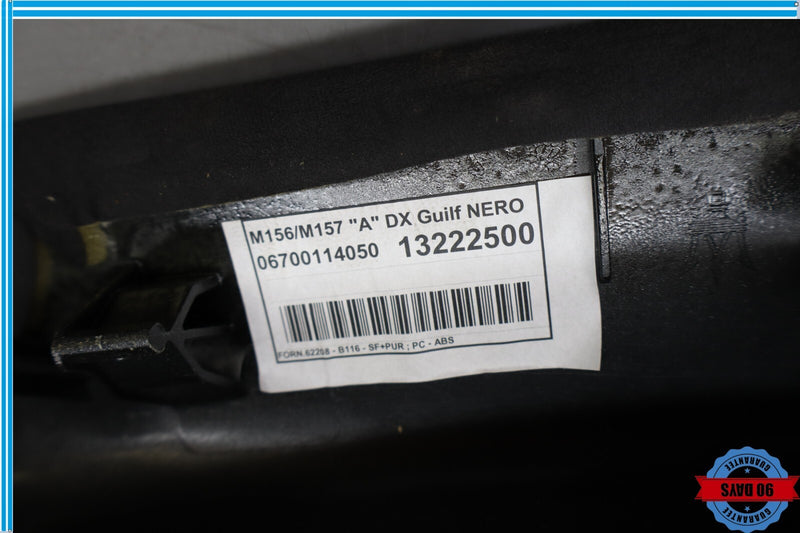 M156/M157 "A" DX Guilf NERO
06700114050 13222500
FORN.62258 - B116 - SF+PUR ; PC - ABS
GUARANTEE
90 DAYS
GUARANTEE